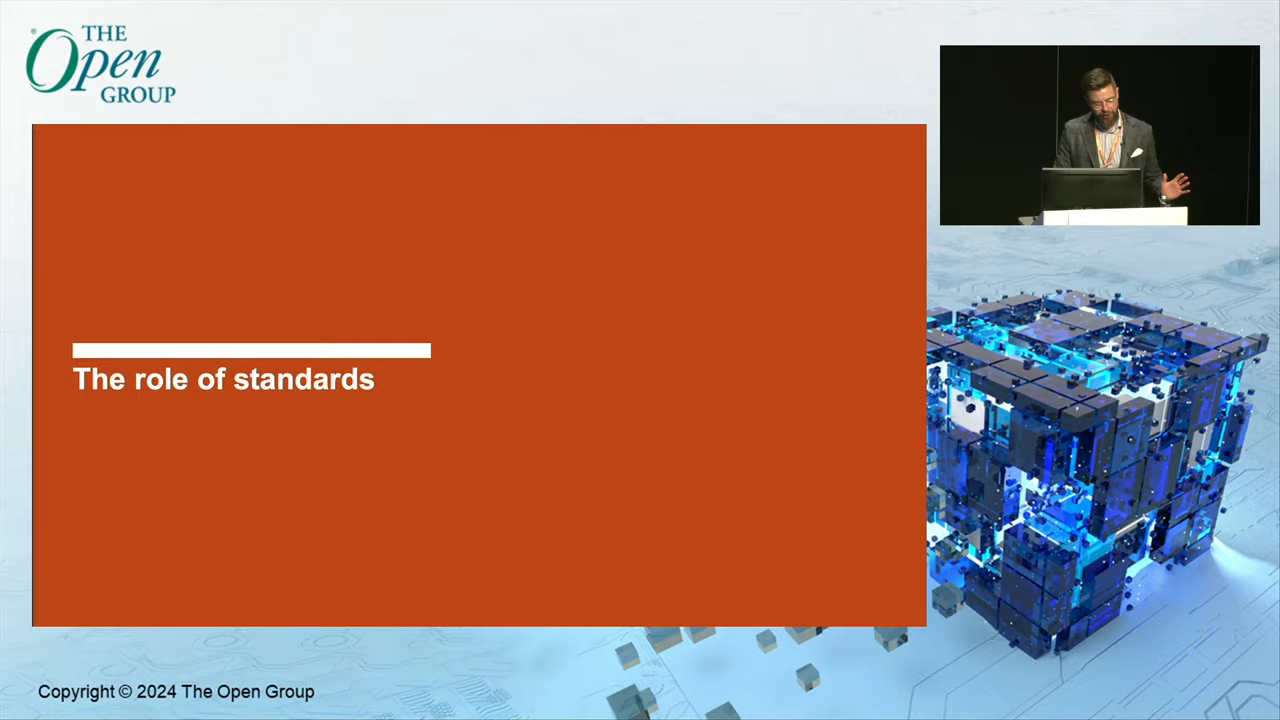 THE
Open
GROUP
The role of standards
Copyright © 2024 The Open Group